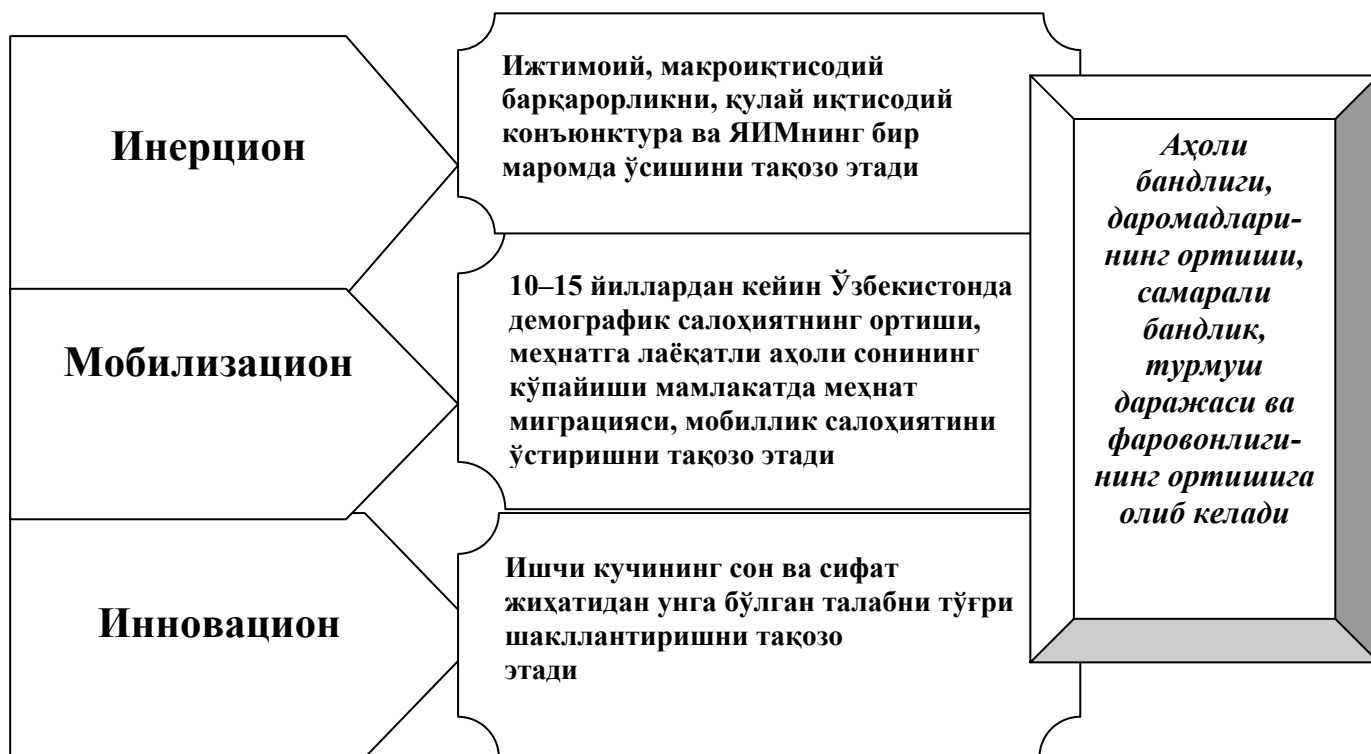 Инерцион
Ижтимоий, макроиқтисодий
барқарорликни, қулай иқтисодий
конъюнктура ва ЯИМнинг бир
маромда ўсишини тақозо этади
Мобилизацион
10–15 йиллардан кейин Ўзбекистонда
демографик салоҳиятнинг ортиши,
меҳнатга лаёқатли аҳоли сонининг
кўпайиши мамлакатда меҳнат
миграцияси, мобиллик салоҳиятини
ўстиришни тақозо этади
Инновацион
Ишчи кучининг сон ва сифат
жиҳатидан унга бўлган талабни тўғри
шакллантиришни тақозо
этади
Аҳоли
бандлиги,
даромадлари-
нинг ортиши,
самарали
бандлик,
турмуш
даражаси ва
фаровонлиги-
нинг ортишига
олиб келади